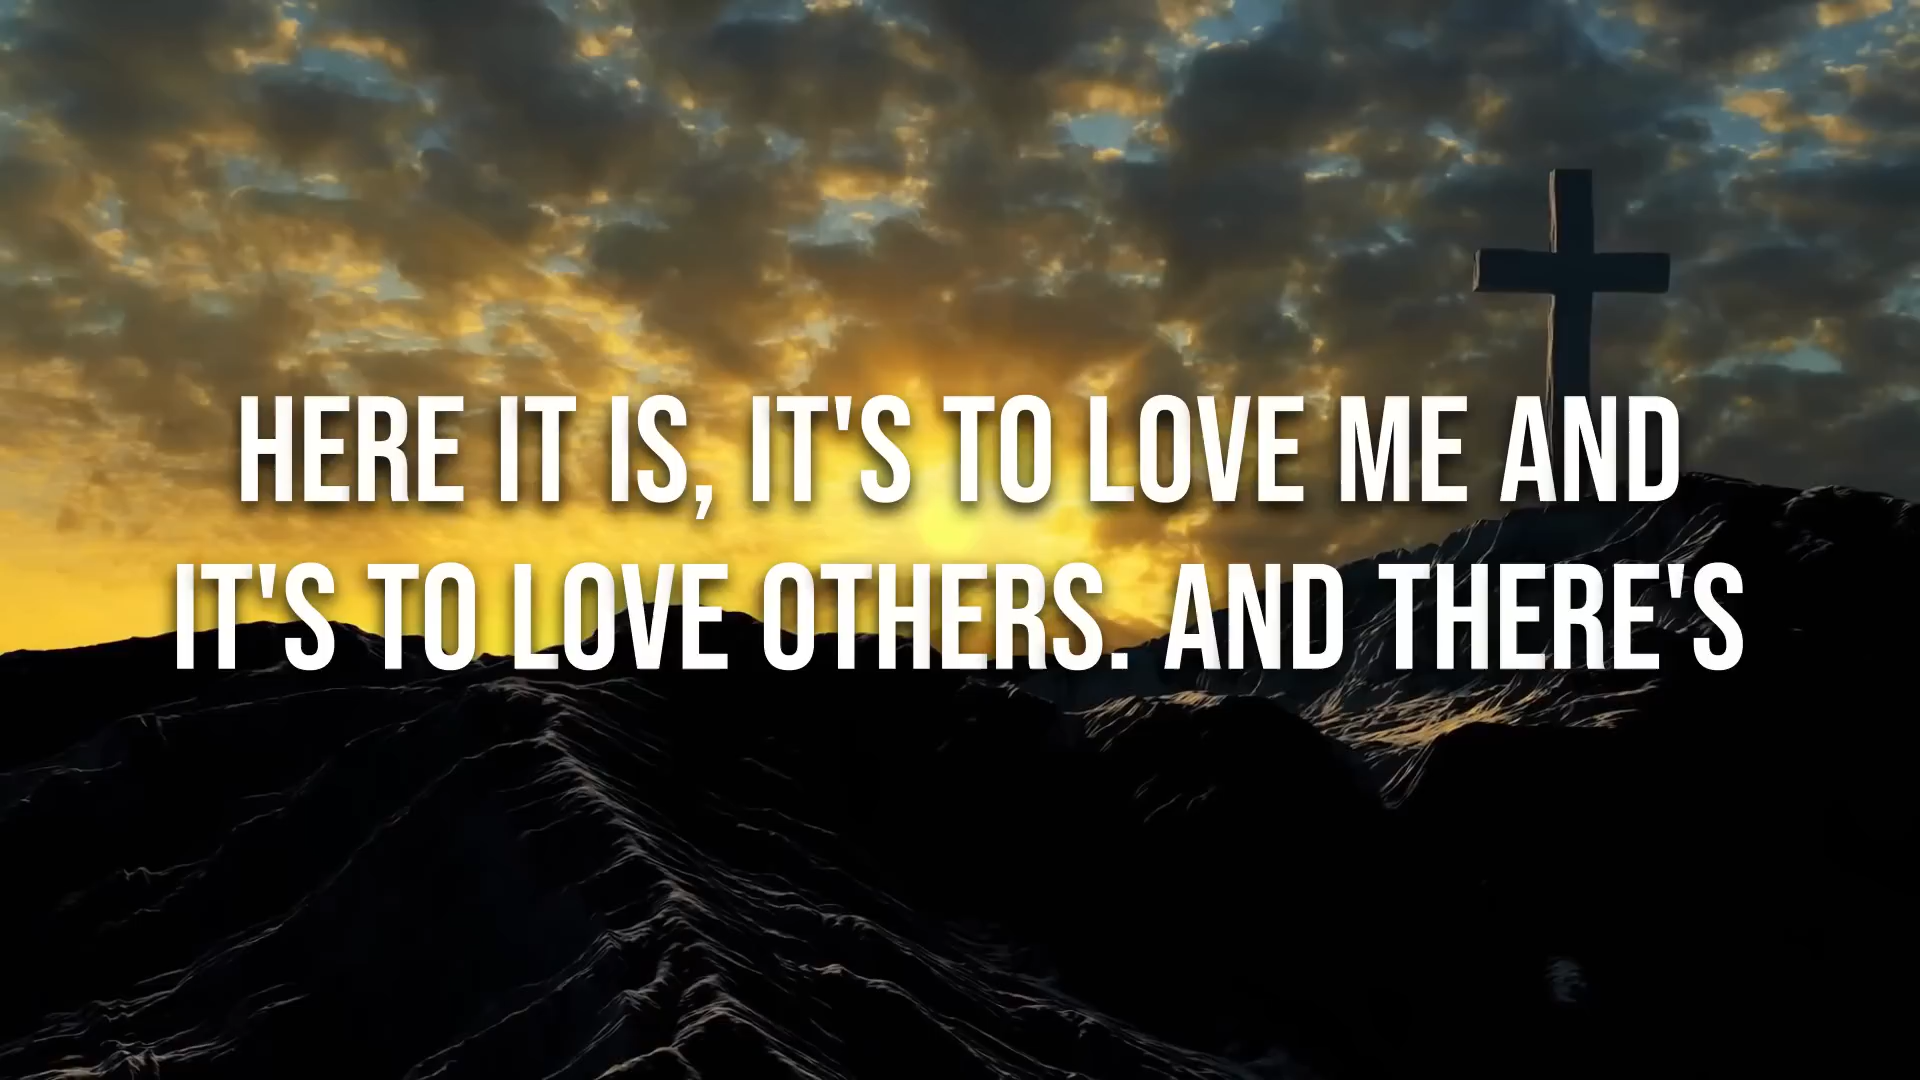 HERE IT IS, IT'S TO LOVE ME AND
IT'S TO LOVE OTHERS. AND THERE'S